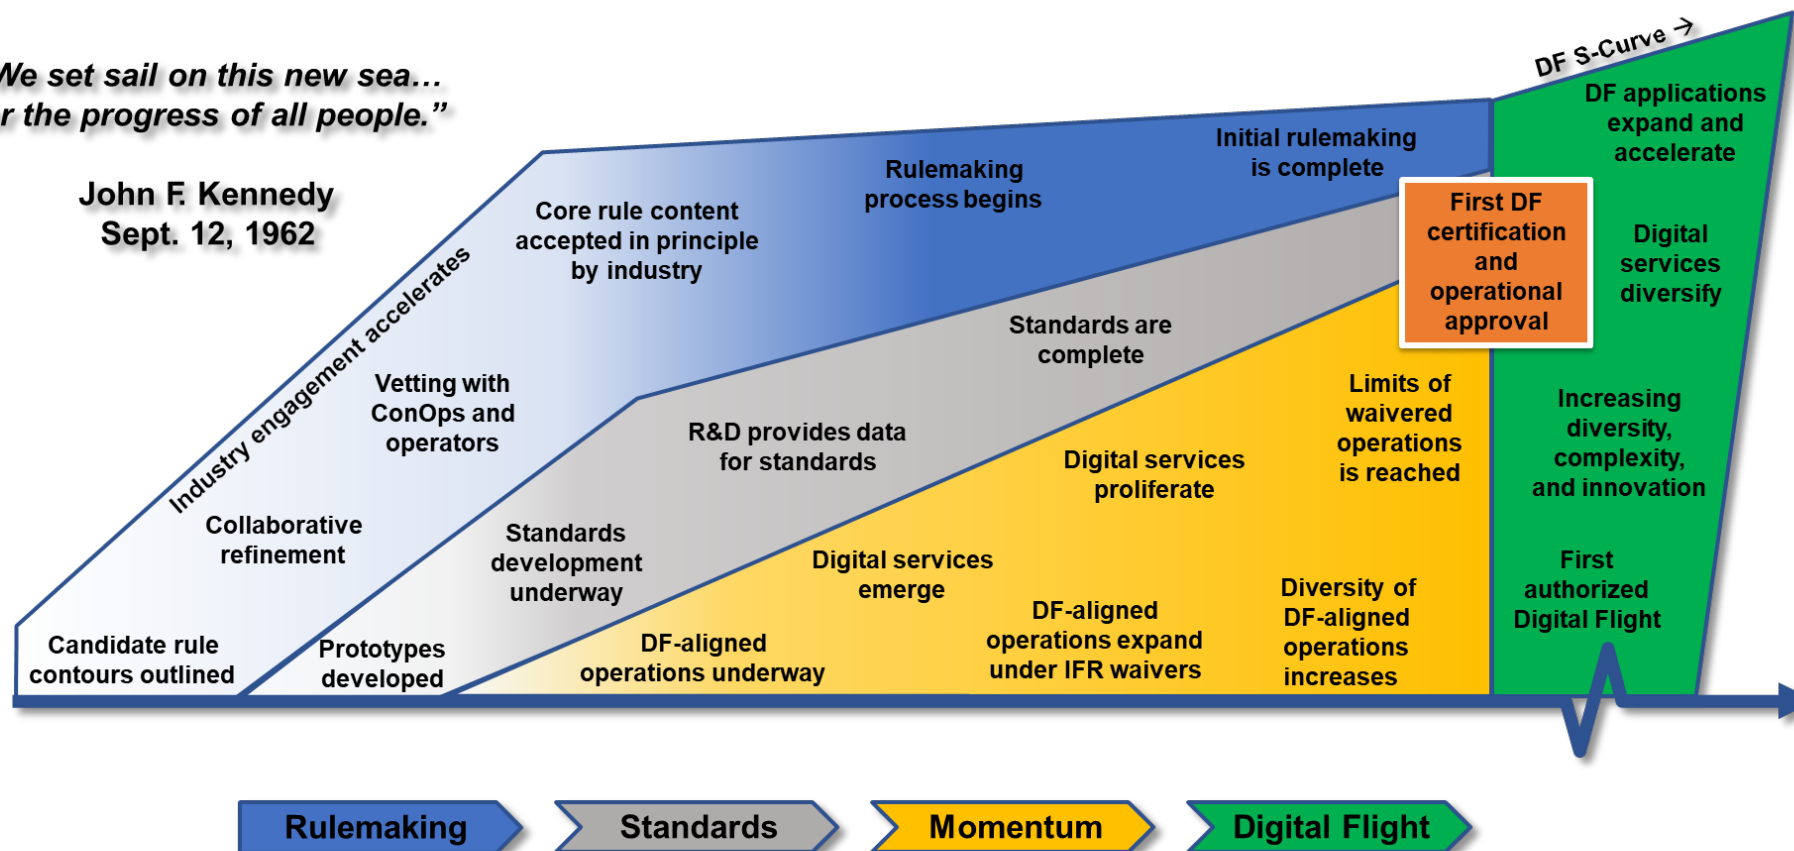 We set sail on this new sea…
r the progress of all people.”
John F. Kennedy
Sept. 12, 1962
DF S-Curve →
Industry engagement accelerates
Candidate rule
contours outlined
Collaborative
refinement
Vetting with
ConOps and
operators
Core rule content
accepted in principle
by industry
Rulemaking
process begins
Initial rulemaking
is complete
Prototypes
developed
Standards
development
underway
R&D provides data
for standards
Standards are
complete
DF-aligned
operations underway
Digital services
emerge
DF-aligned
operations expand
under IFR waivers
Digital services
proliferate
Diversity of
DF-aligned
operations
increases
Limits of
waivered
operations
is reached
First DF
certification
and
operational
approval
DF applications
expand and
accelerate
Digital
services
diversify
Increasing
diversity,
complexity,
and innovation
First
authorized
Digital Flight
Rulemaking
Standards
Momentum
Digital Flight